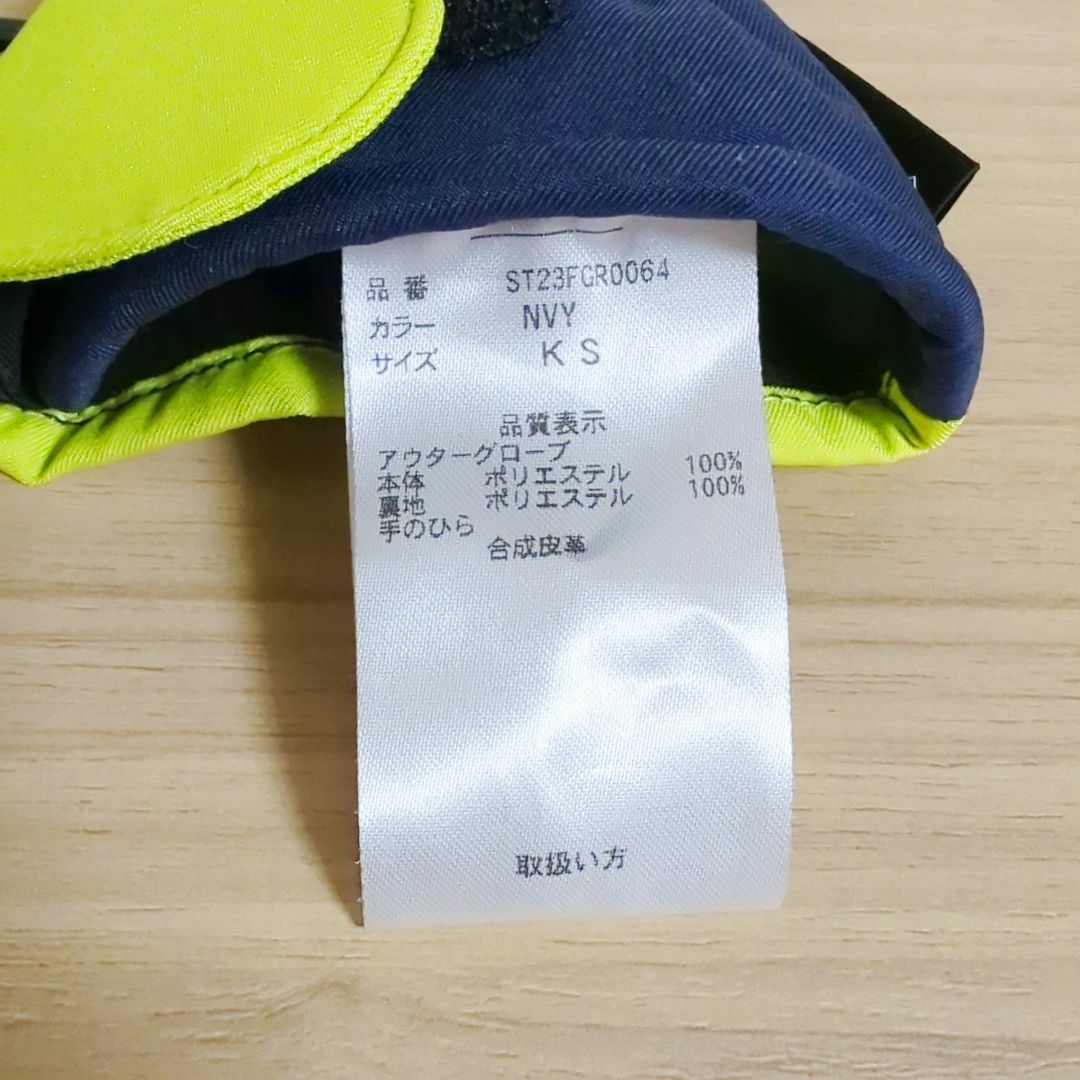 品番 ST23FGR0064
カラー NVY
サイズ KS
品質表示
アウターグローブ
本体 ポリエステル 100%
裏地 ポリエステル 100%
手のひら
合成皮革
取扱い方